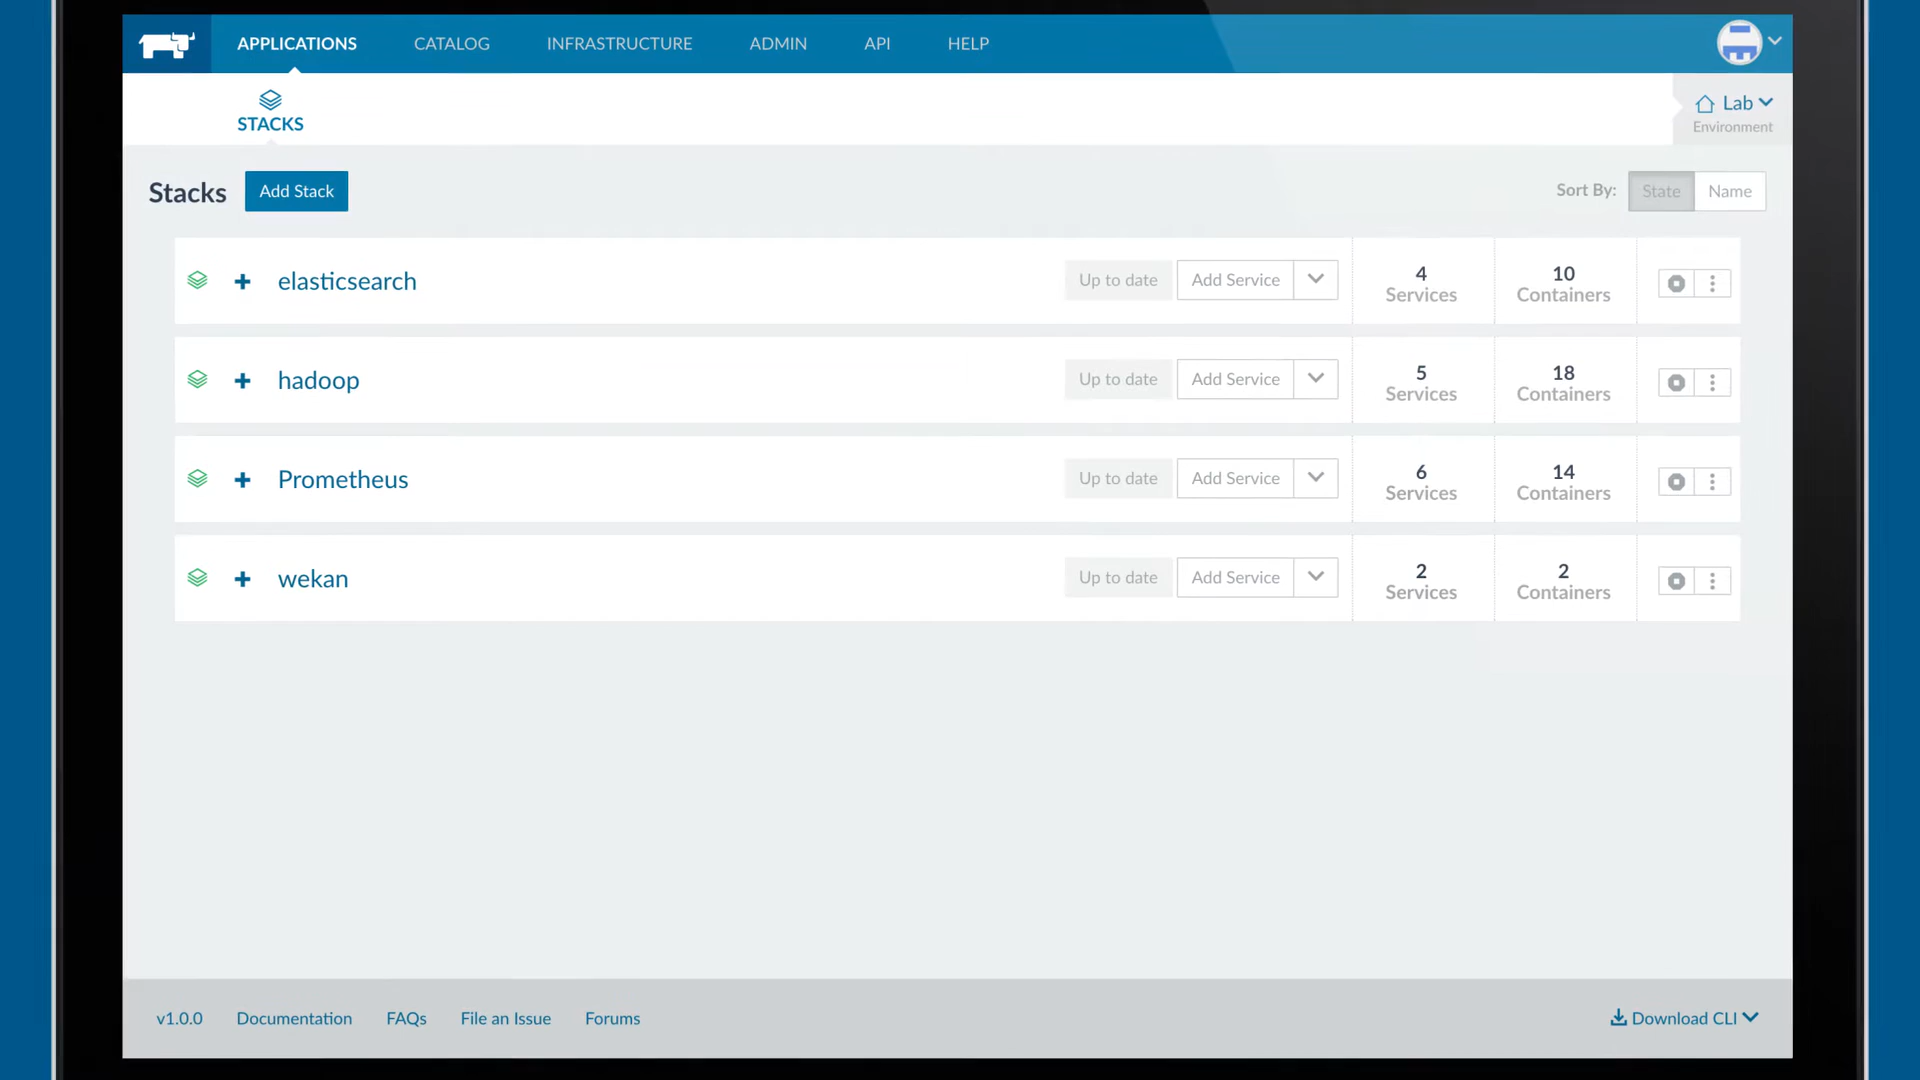 APPLICATIONS CATALOG INFRASTRUCTURE ADMIN API HELP
STACKS
Lab
Environment
Stacks Add Stack Sort By: State Name
elasticsearch Up to date Add Service 4 Services 10 Containers
hadoop Up to date Add Service 5 Services 18 Containers
Prometheus Up to date Add Service 6 Services 14 Containers
wekan Up to date Add Service 2 Services 2 Containers
v1.0.0 Documentation FAQs File an Issue Forums Download CLI